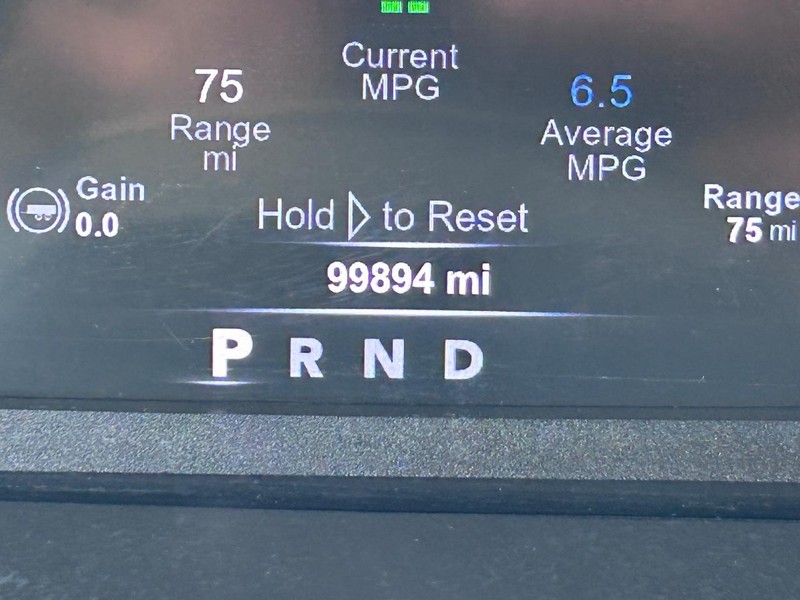 Current
MPG
75
Range
mi
6.5
Average
MPG
Gain
0.0
Hold to Reset
Range
75 mi
99894 mi
P R N D